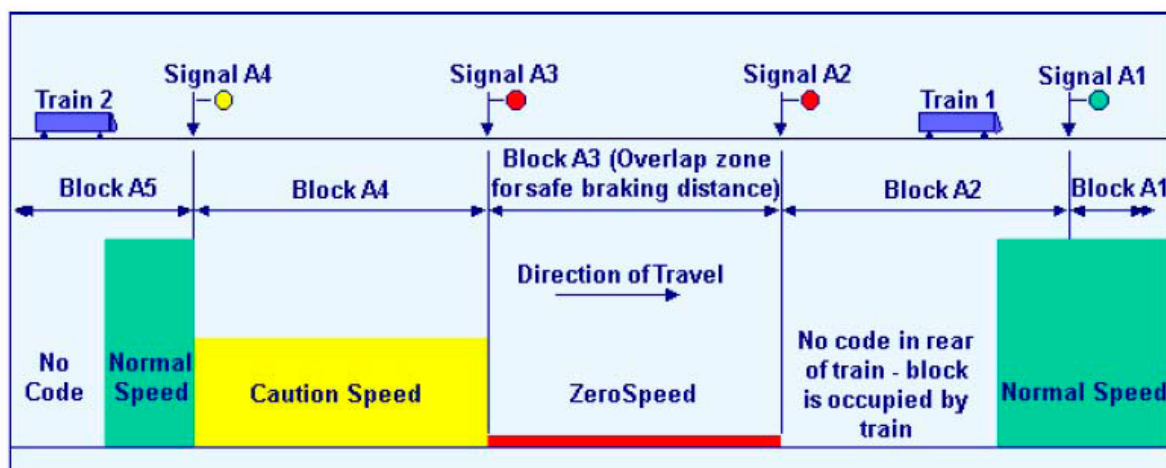 Signal A4
Signal A3
Signal A2
Signal A1
Train 2
Train 1
Block A5
Block A4
Block A3 (Overlap zone
for safe braking distance)
Block A2
Block A1
Direction of Travel
No
Code
Normal
Speed
Caution Speed
ZeroSpeed
No code in rear
of train - block
is occupied by
train
Normal Speed